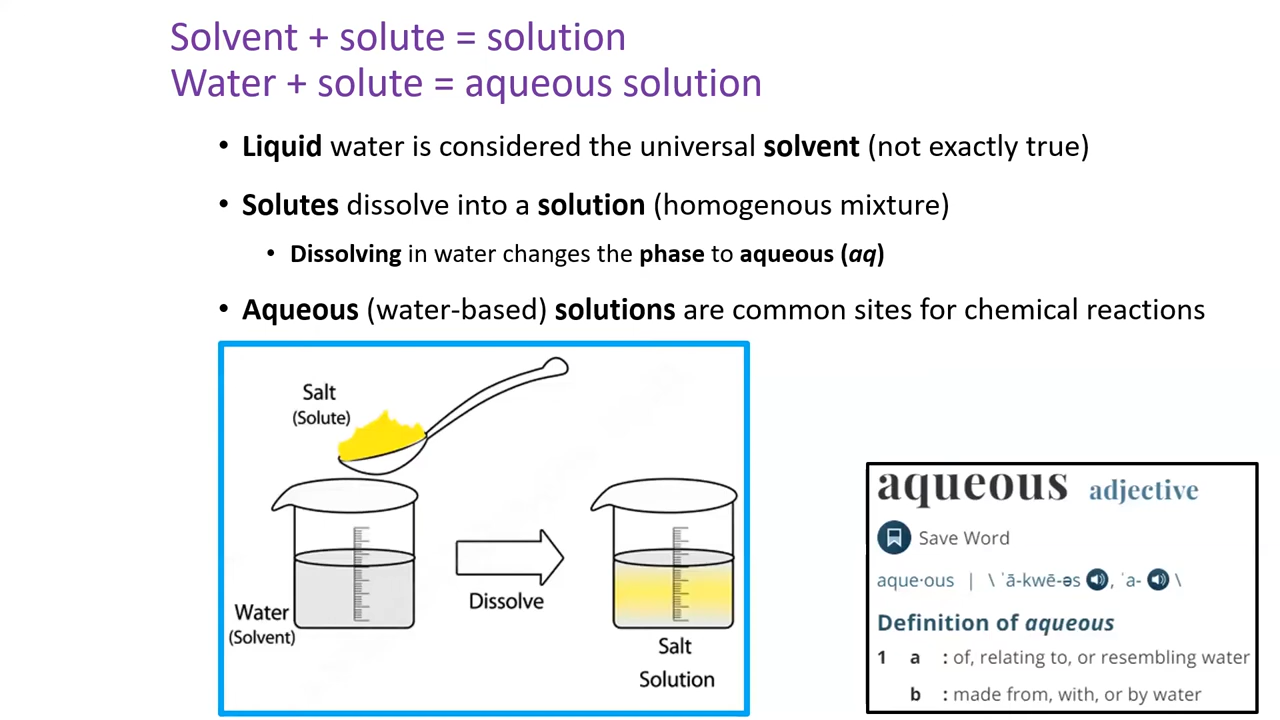 Solvent + solute = solution
Water + solute = aqueous solution
• Liquid water is considered the universal solvent (not exactly true)
• Solutes dissolve into a solution (homogenous mixture)
• Dissolving in water changes the phase to aqueous (aq)
• Aqueous (water-based) solutions are common sites for chemical reactions
Salt
(Solute)
Water
(Solvent)
Dissolve
Salt
Solution
aqueous adjective
Save Word
aque·ous | \ ˈā-kwē-əs , ˈa- \
Definition of aqueous
1 a : of, relating to, or resembling water
b : made from, with, or by water